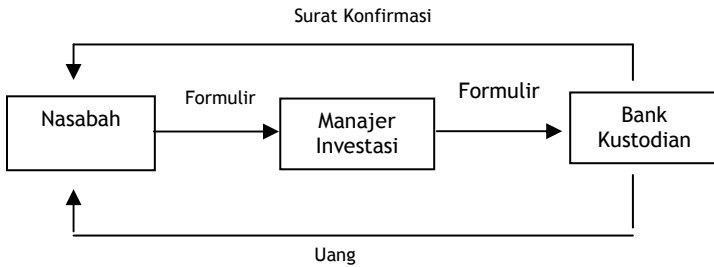 Surat Konfirmasi
Formulir
Formulir
Nasabah
Manajer
Investasi
Bank
Kustodian
Uang